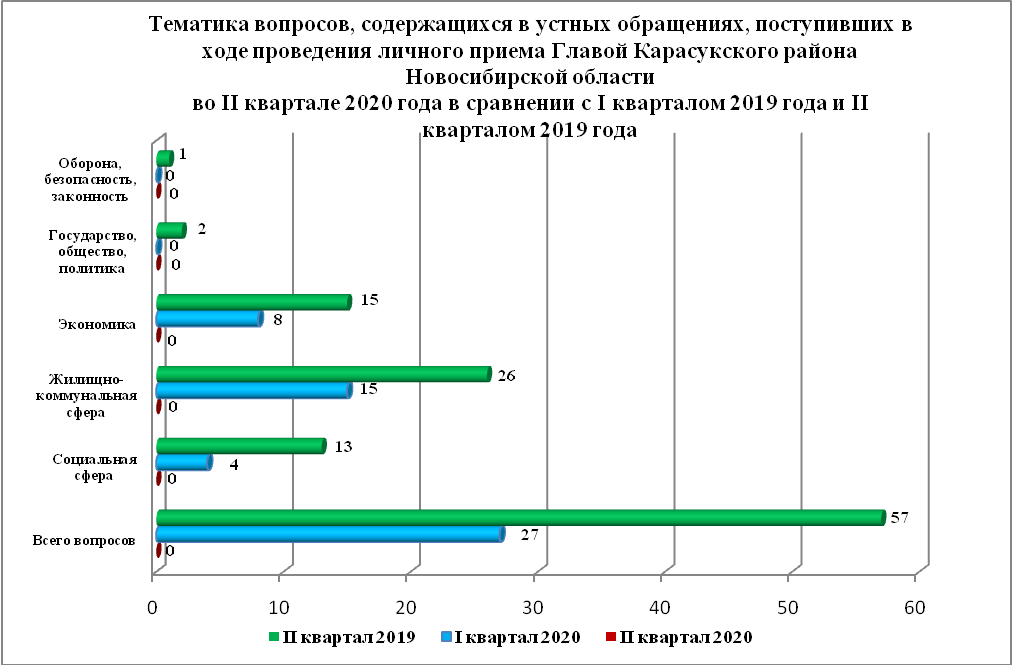 Тематика вопросов, содержащихся в устных обращениях, поступивших в
ходе проведения личного приема Главой Карасукского района
Новосибирской области
во II квартале 2020 года в сравнении с I кварталом 2019 года и II
кварталом 2019 года
Оборона,
безопасность,
законность
1
0
0
Государство,
общество,
политика
2
0
0
Экономика
15
8
0
Жилищно-
коммунальная
сфера
26
15
0
Социальная
сфера
13
4
0
Всего вопросов
57
27
0
0 10 20 30 40 50 60
II квартал 2019 I квартал 2020 II квартал 2020